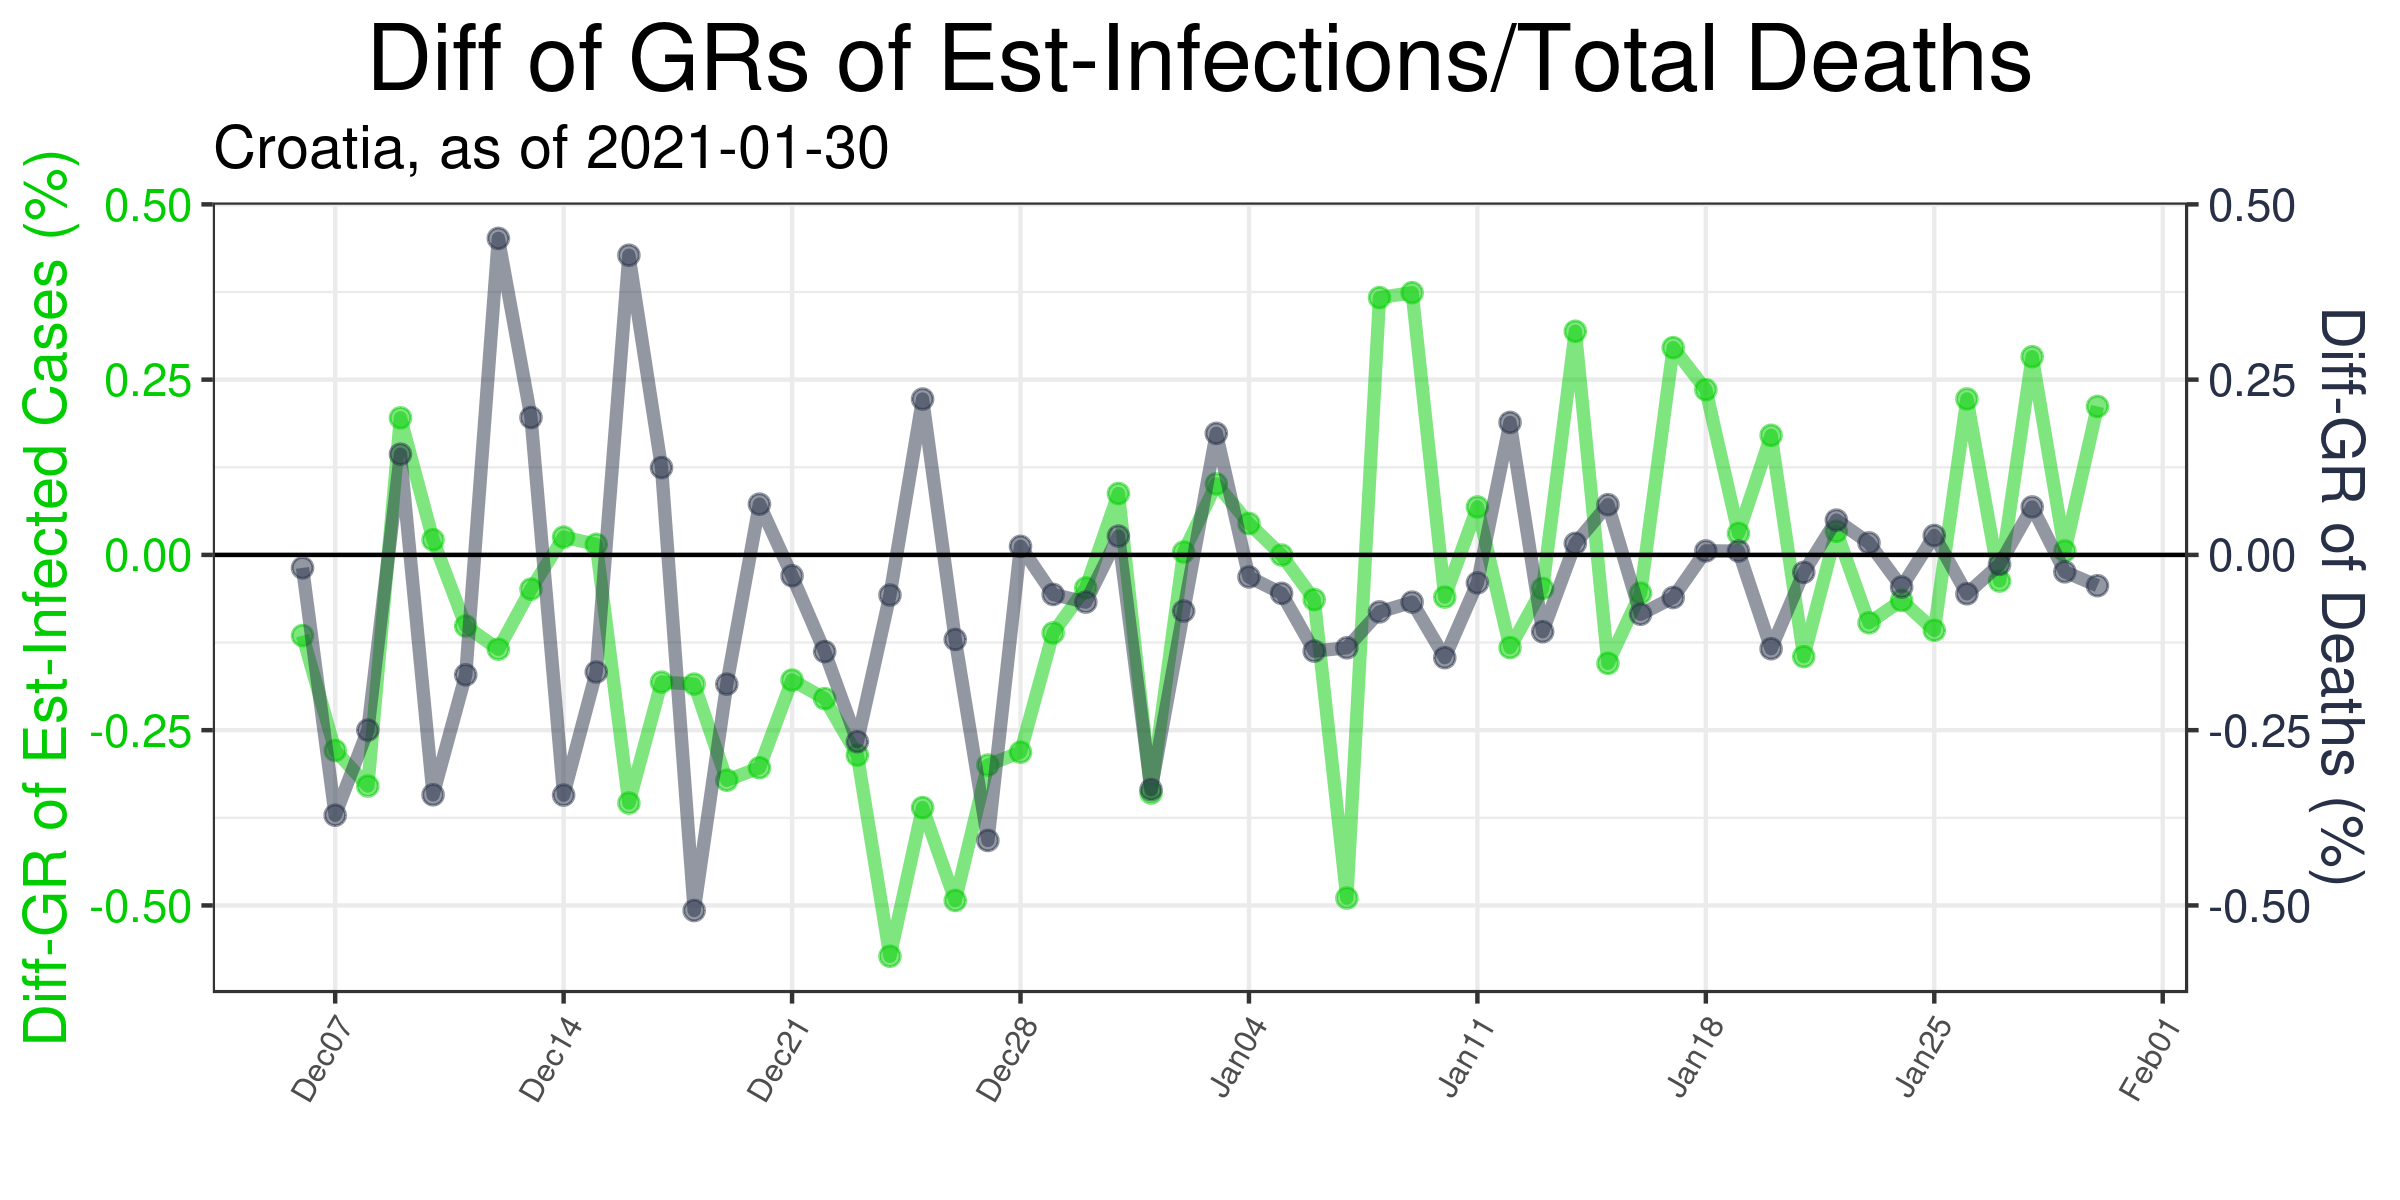 Diff of GRs of Est-Infections/Total Deaths
Croatia, as of 2021-01-30
Diff-GR of Est-Infected Cases (%)
0.50
0.25
0.00
-0.25
-0.50
0.50
0.25
0.00
-0.25
-0.50
Diff-GR of Deaths (%)
Dec07
Dec14
Dec21
Dec28
Jan04
Jan11
Jan18
Jan25
Feb01